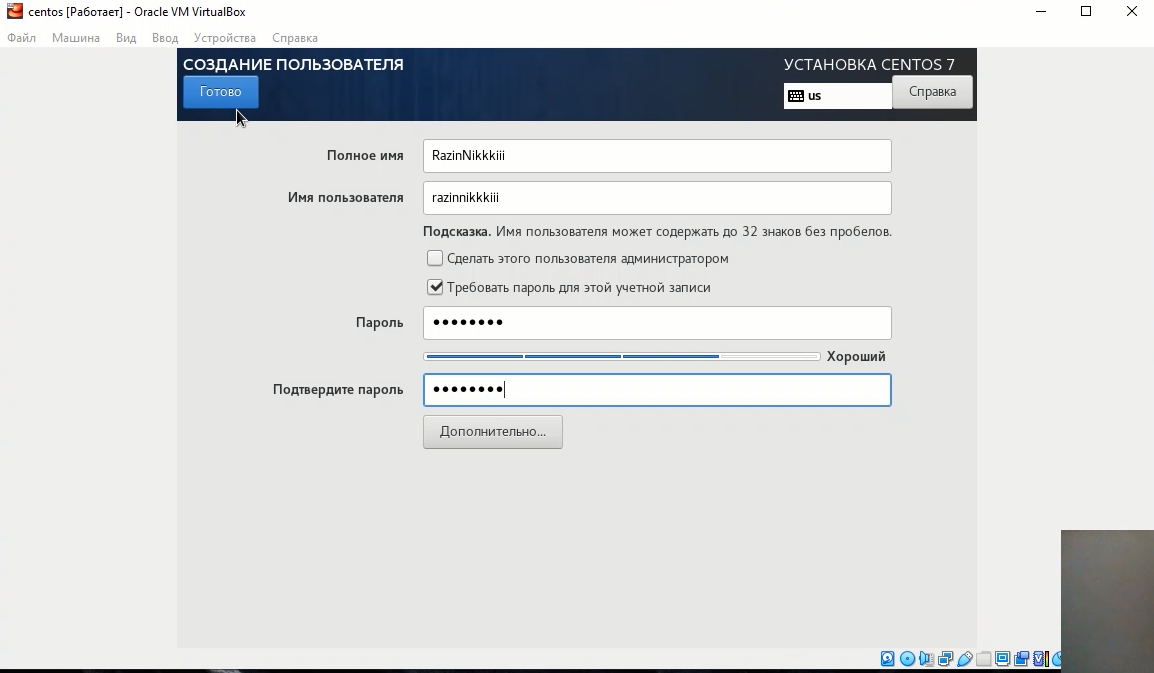 centos [Работает] - Oracle VM VirtualBox
Файл Машина Вид Ввод Устройства Справка
СОЗДАНИЕ ПОЛЬЗОВАТЕЛЯ
УСТАНОВКА CENTOS 7
Готово
us
Справка
Полное имя
RazinNikkkiii
Имя пользователя
razinnikkkiii
Подсказка. Имя пользователя может содержать до 32 знаков без пробелов.
Сделать этого пользователя администратором
Требовать пароль для этой учетной записи
Пароль
••••••••
Хороший
Подтвердите пароль
••••••••
Дополнительно...